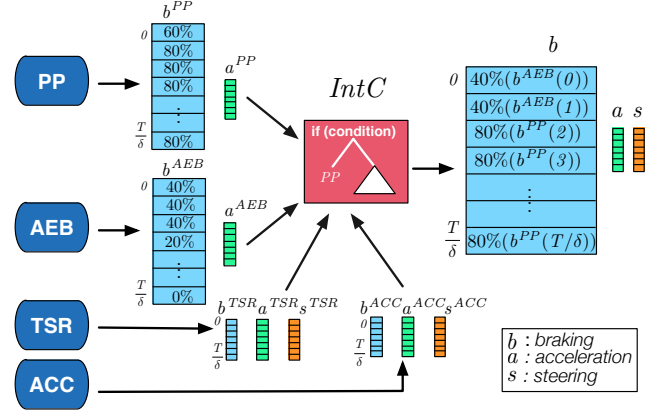 b^{PP}
0
60%
80%
80%
80%
⋮
T/δ
80%
PP
a^{PP}
IntC
if (condition)
PP
b
0
40%(b^{AEB}(0))
40%(b^{AEB}(1))
80%(b^{PP}(2))
80%(b^{PP}(3))
⋮
T/δ
80%(b^{PP}(T/δ))
a s
b^{AEB}
0
40%
40%
40%
20%
⋮
T/δ
0%
AEB
a^{AEB}
TSR
b^{TSR} a^{TSR} s^{TSR}
0
T/δ
b^{ACC} a^{ACC} s^{ACC}
0
T/δ
ACC
b : braking
a : acceleration
s : steering